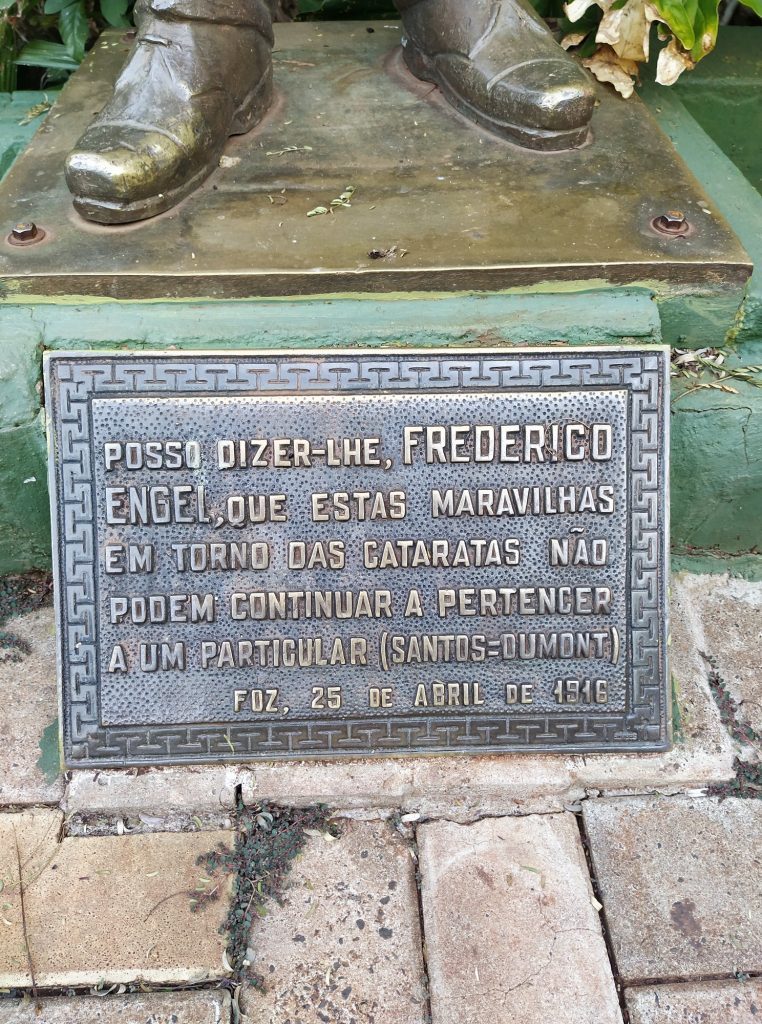 POSSO DIZER-LHE, FREDERICO
ENGEL, QUE ESTAS MARAVILHAS
EM TORNO DAS CATARATAS NÃO
PODEM CONTINUAR A PERTENCER
A UM PARTICULAR (SANTOS=DUMONT)
FOZ, 25 DE ABRIL DE 1916